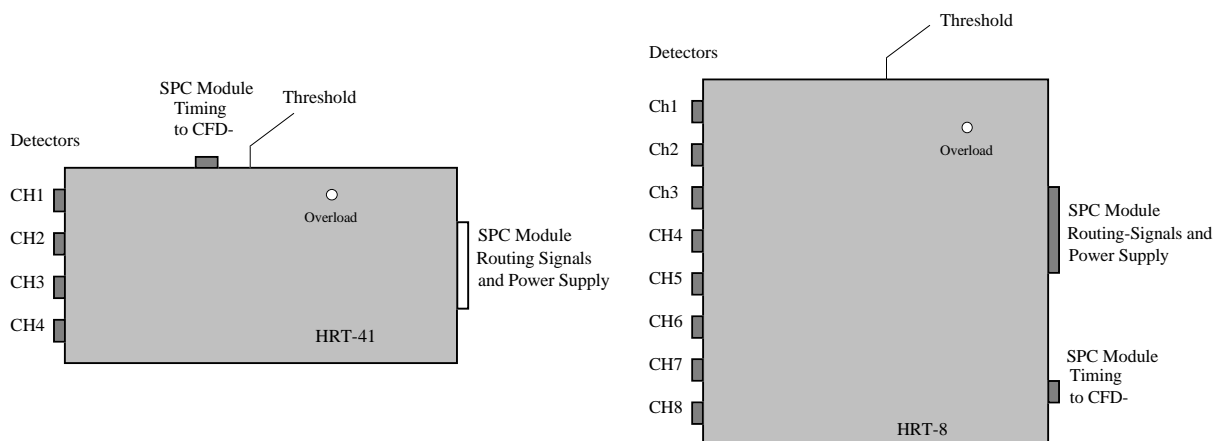 SPC Module
Timing
to CFD-
Threshold
Detectors
CH1
CH2
CH3
CH4
Overload
SPC Module
Routing Signals
and Power Supply
HRT-41
Threshold
Detectors
Ch1
Ch2
Ch3
CH4
CH5
CH6
CH7
CH8
Overload
SPC Module
Routing-Signals and
Power Supply
SPC Module
Timing
to CFD-
HRT-8